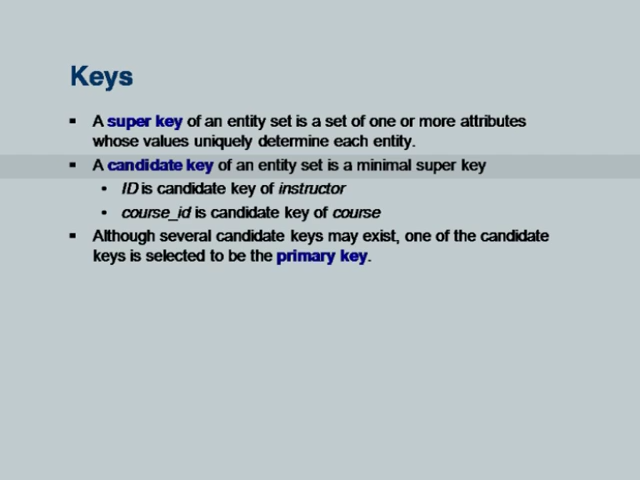 Keys
▪ A super key of an entity set is a set of one or more attributes
whose values uniquely determine each entity.
▪ A candidate key of an entity set is a minimal super key
• ID is candidate key of instructor
• course_id is candidate key of course
▪ Although several candidate keys may exist, one of the candidate
keys is selected to be the primary key.